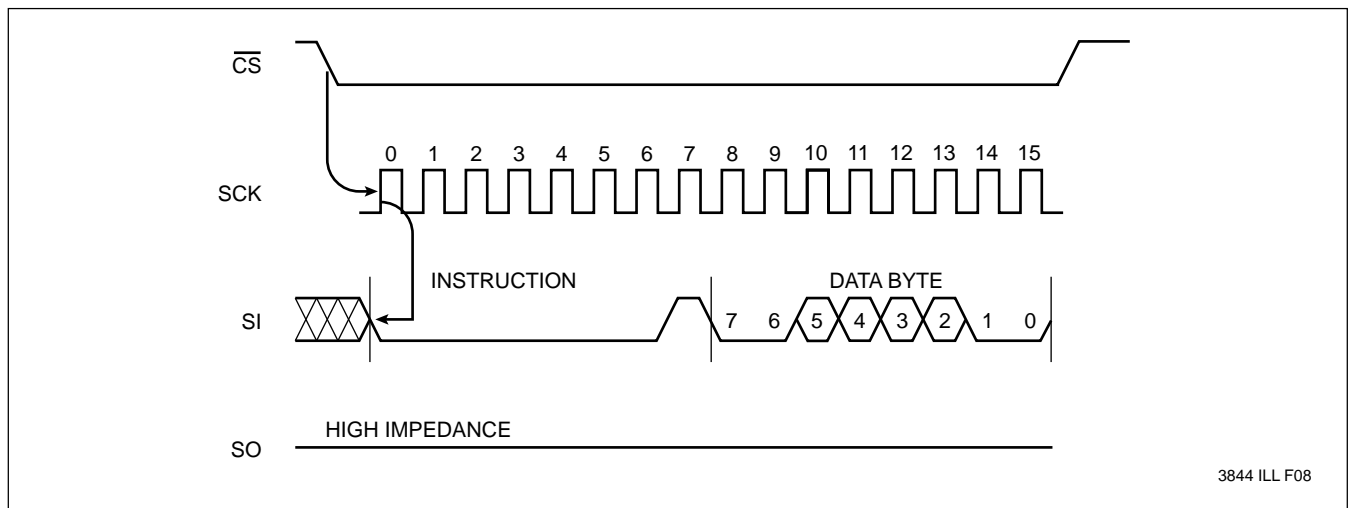 CS
0 1 2 3 4 5 6 7 8 9 10 11 12 13 14 15
SCK
INSTRUCTION DATA BYTE
SI 7 6 5 4 3 2 1 0
HIGH IMPEDANCE
SO
3844 ILL F08